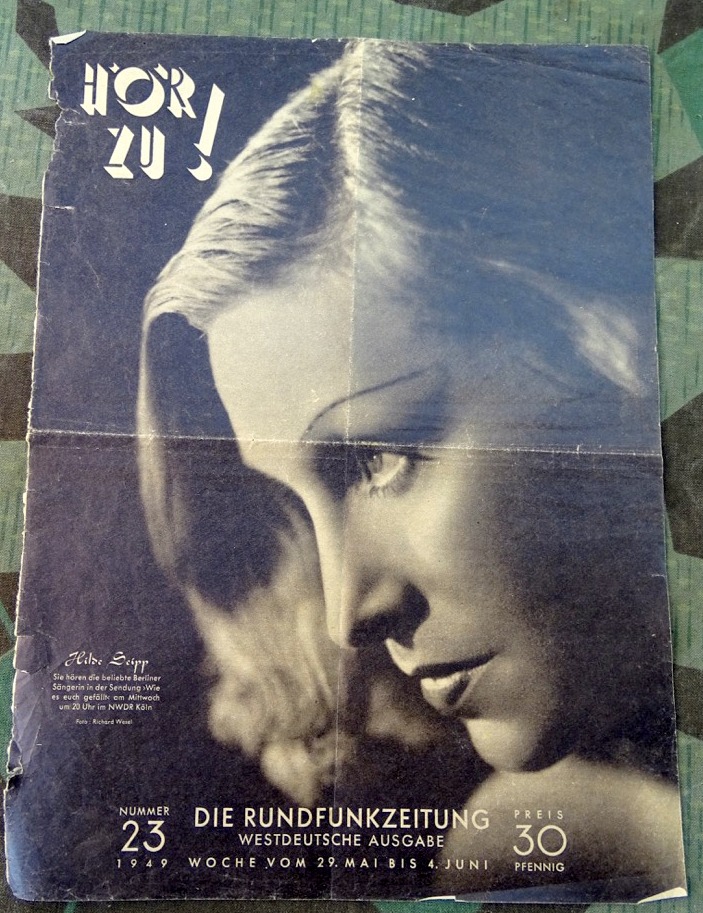 HÖR
ZU!
Hilde Seipp
Sie hören die beliebte Berliner
Sängerin in der Sendung ›Wie
es euch gefällt‹ am Mittwoch
um 20 Uhr im NWDR Köln
Foto: Richard Wesel
NUMMER
23
1949
DIE RUNDFUNKZEITUNG
WESTDEUTSCHE AUSGABE
WOCHE VOM 29. MAI BIS 4. JUNI
PREIS
30
PFENNIG